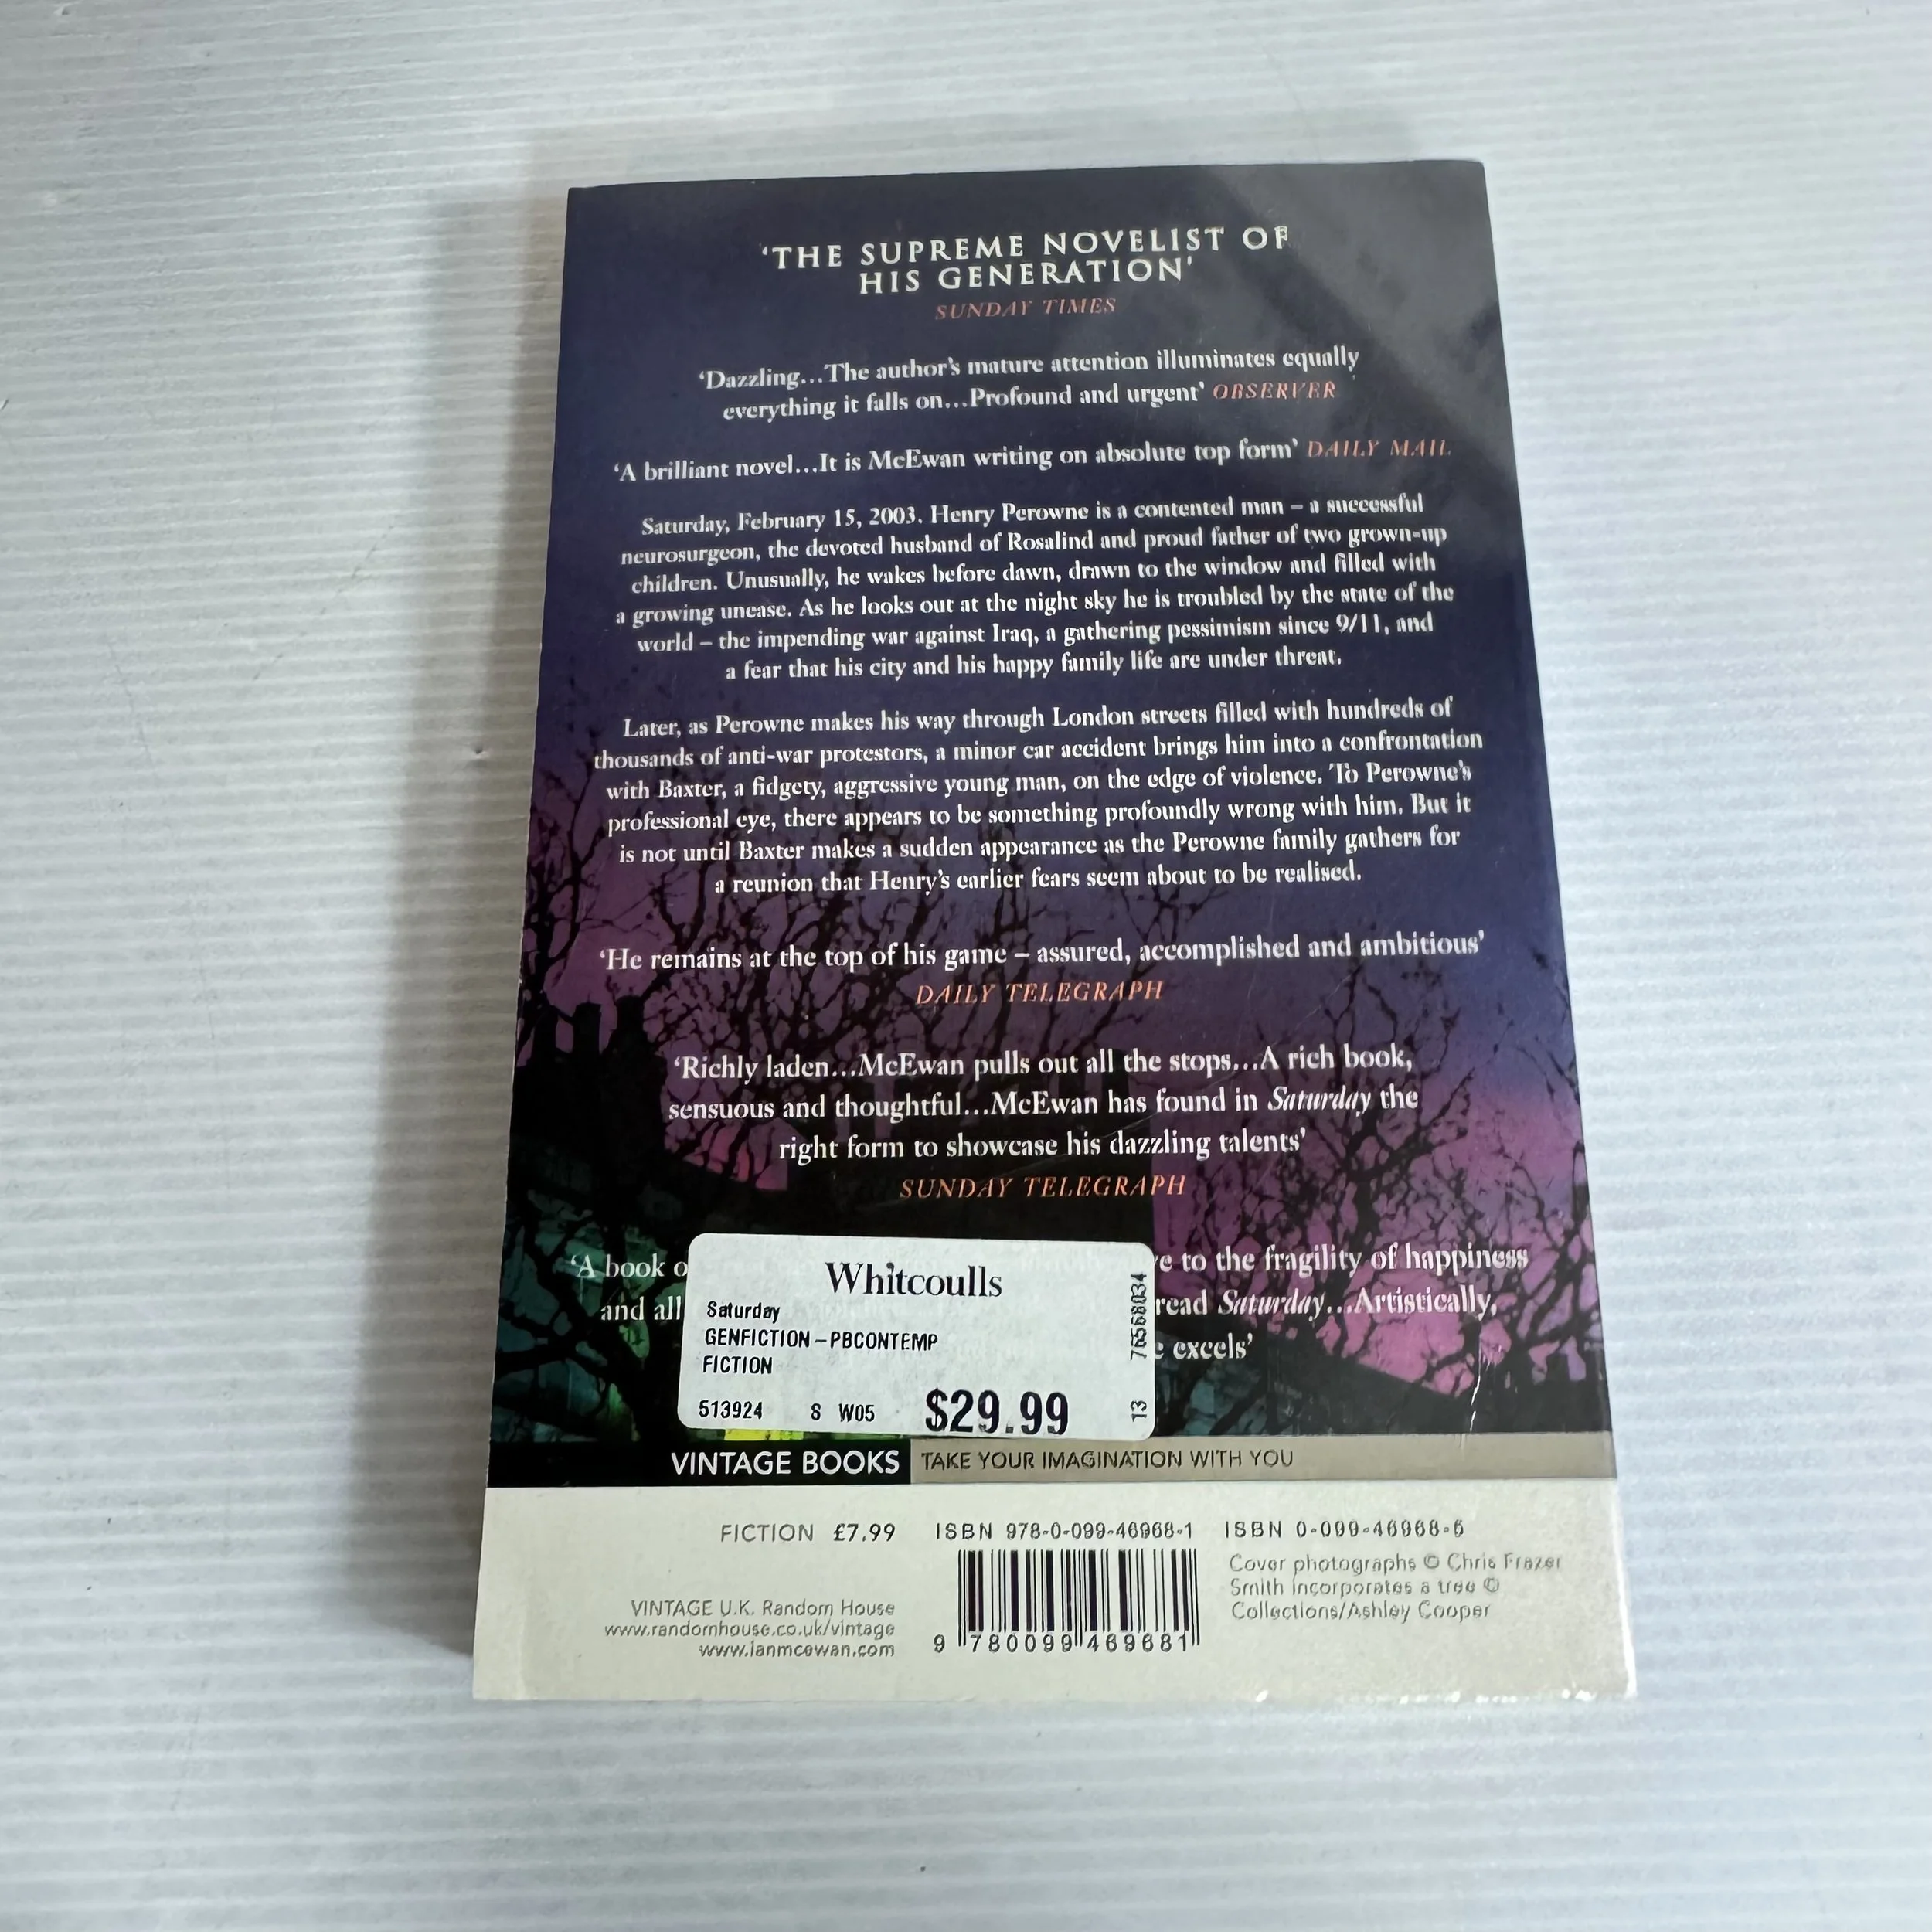 ‘THE SUPREME NOVELIST OF
HIS GENERATION’
SUNDAY TIMES
‘Dazzling...The author’s mature attention illuminates equally
everything it falls on...Profound and urgent’ OBSERVER
‘A brilliant novel...It is McEwan writing on absolute top form’ DAILY MAIL
Saturday, February 15, 2003. Henry Perowne is a contented man – a successful
neurosurgeon, the devoted husband of Rosalind and proud father of two grown-up
children. Unusually, he wakes before dawn, drawn to the window and filled with
a growing unease. As he looks out at the night sky he is troubled by the state of the
world – the impending war against Iraq, a gathering pessimism since 9/11, and
a fear that his city and his happy family life are under threat.
Later, as Perowne makes his way through London streets filled with hundreds of
thousands of anti-war protestors, a minor car accident brings him into a confrontation
with Baxter, a fidgety, aggressive young man, on the edge of violence. To Perowne’s
professional eye, there appears to be something profoundly wrong with him. But it
is not until Baxter makes a sudden appearance as the Perowne family gathers for
a reunion that Henry’s earlier fears seem about to be realised.
‘He remains at the top of his game – assured, accomplished and ambitious’
DAILY TELEGRAPH
‘Richly laden...McEwan pulls out all the stops...A rich book,
sensuous and thoughtful...McEwan has found in Saturday the
right form to showcase his dazzling talents’
SUNDAY TELEGRAPH
‘A book to the fragility of happiness
and all read Saturday...Artistically,
excels’
Whitcoulls
Saturday
GENFICTION-PBCONTEMP
FICTION
513924 S W05 $29.99
13 76568034
VINTAGE BOOKS TAKE YOUR IMAGINATION WITH YOU
FICTION £7.99 ISBN 978-0-099-46968-1 ISBN 0-099-46968-6
Cover photographs © Chris Frazer
Smith incorporates a tree ©
Collections/Ashley Cooper
VINTAGE U.K. Random House
www.randomhouse.co.uk/vintage
www.ianmcewan.com
9 780099 469681